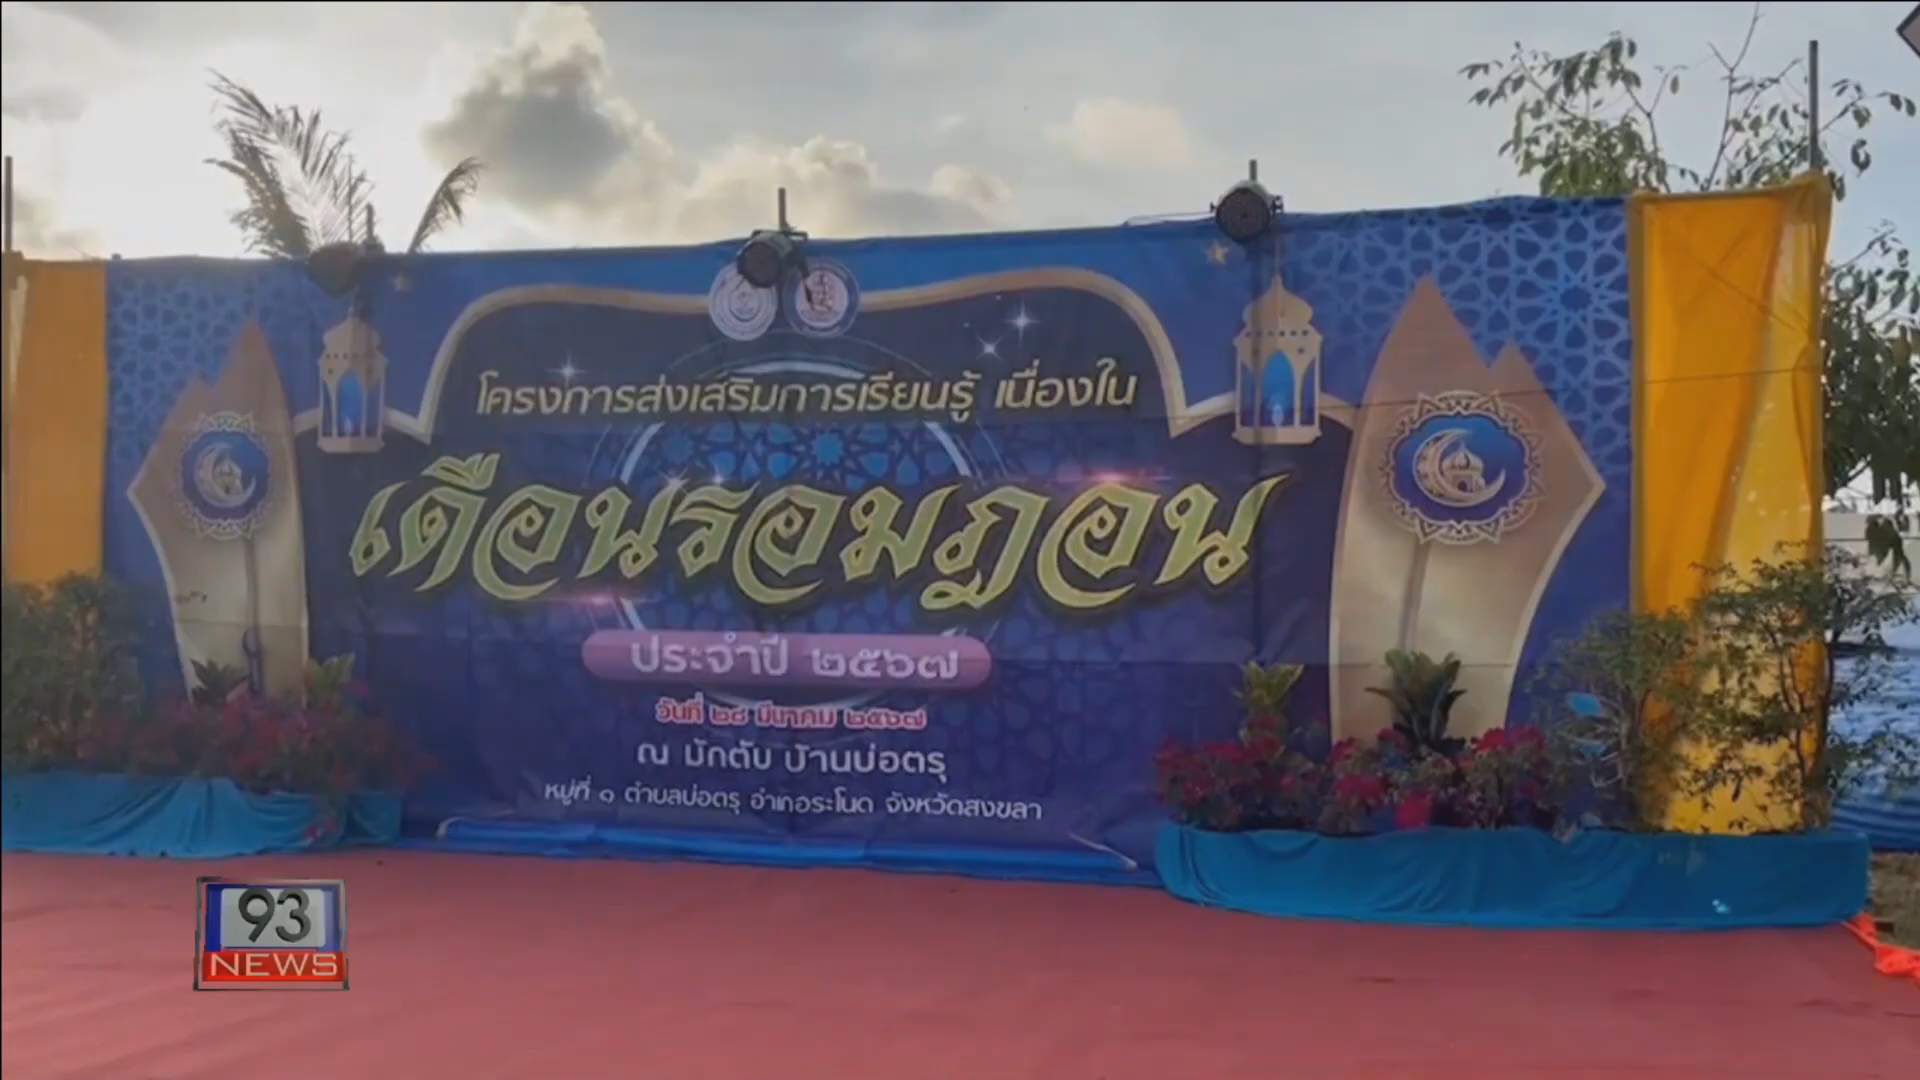 โครงการส่งเสริมการเรียนรู้ เนื่องใน
เดือนรอมฎอน
ประจำปี ๒๕๖๗
วันที่ ๒๘ มีนาคม ๒๕๖๗
ณ มักตับ บ้านบ่อตรุ
หมู่ที่ ๑ ตำบลบ่อตรุ อำเภอระโนด จังหวัดสงขลา
93
NEWS